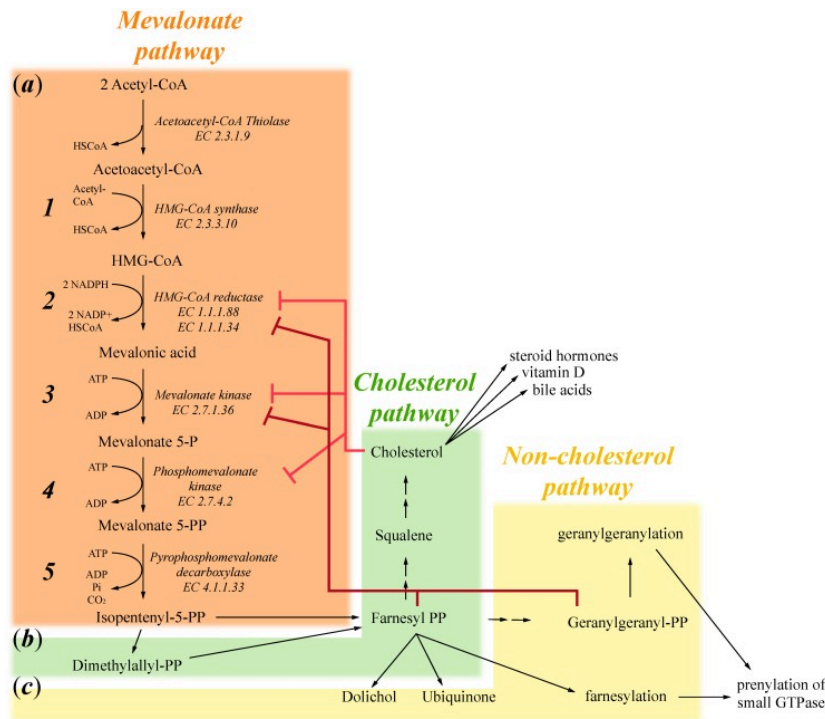 Mevalonate
pathway
(a)
2 Acetyl-CoA
Acetoacetyl-CoA Thiolase
EC 2.3.1.9
HSCoA
Acetoacetyl-CoA
1
Acetyl-
CoA
HMG-CoA synthase
EC 2.3.3.10
HSCoA
HMG-CoA
2
2 NADPH
HMG-CoA reductase
EC 1.1.1.88
EC 1.1.1.34
2 NADP+
HSCoA
Mevalonic acid
3
ATP
Mevalonate kinase
EC 2.7.1.36
ADP
Mevalonate 5-P
4
ATP
Phosphomevalonate
kinase
EC 2.7.4.2
ADP
Mevalonate 5-PP
5
ATP
Pyrophosphomevalonate
decarboxylase
EC 4.1.1.33
ADP
Pi
CO₂
Isopentenyl-5-PP
(b)
Dimethylallyl-PP
(c)
Cholesterol
pathway
steroid hormones
vitamin D
bile acids
Cholesterol
Squalene
Farnesyl PP
Dolichol
Ubiquinone
Non-cholesterol
pathway
geranylgeranylation
Geranylgeranyl-PP
farnesylation
prenylation of
small GTPase